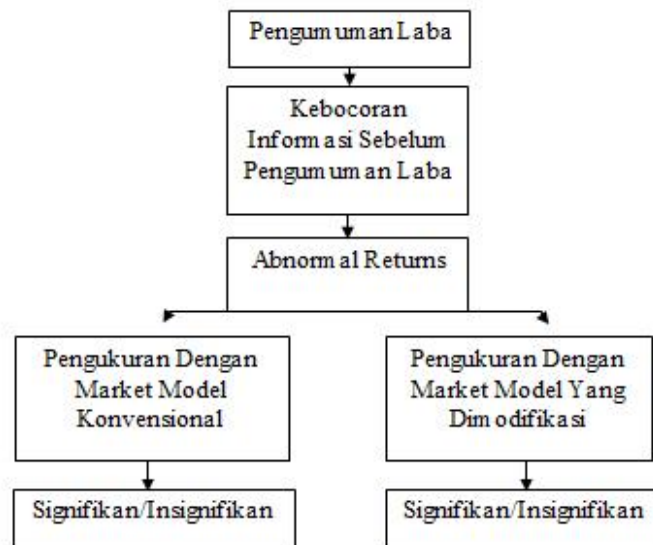 Pengumuman Laba
Kebocoran
Informasi Sebelum
Pengumuman Laba
Abnormal Returns
Pengukuran Dengan
Market Model
Konvensional
Pengukuran Dengan
Market Model Yang
Dimodifikasi
Signifikan/Insignifikan
Signifikan/Insignifikan